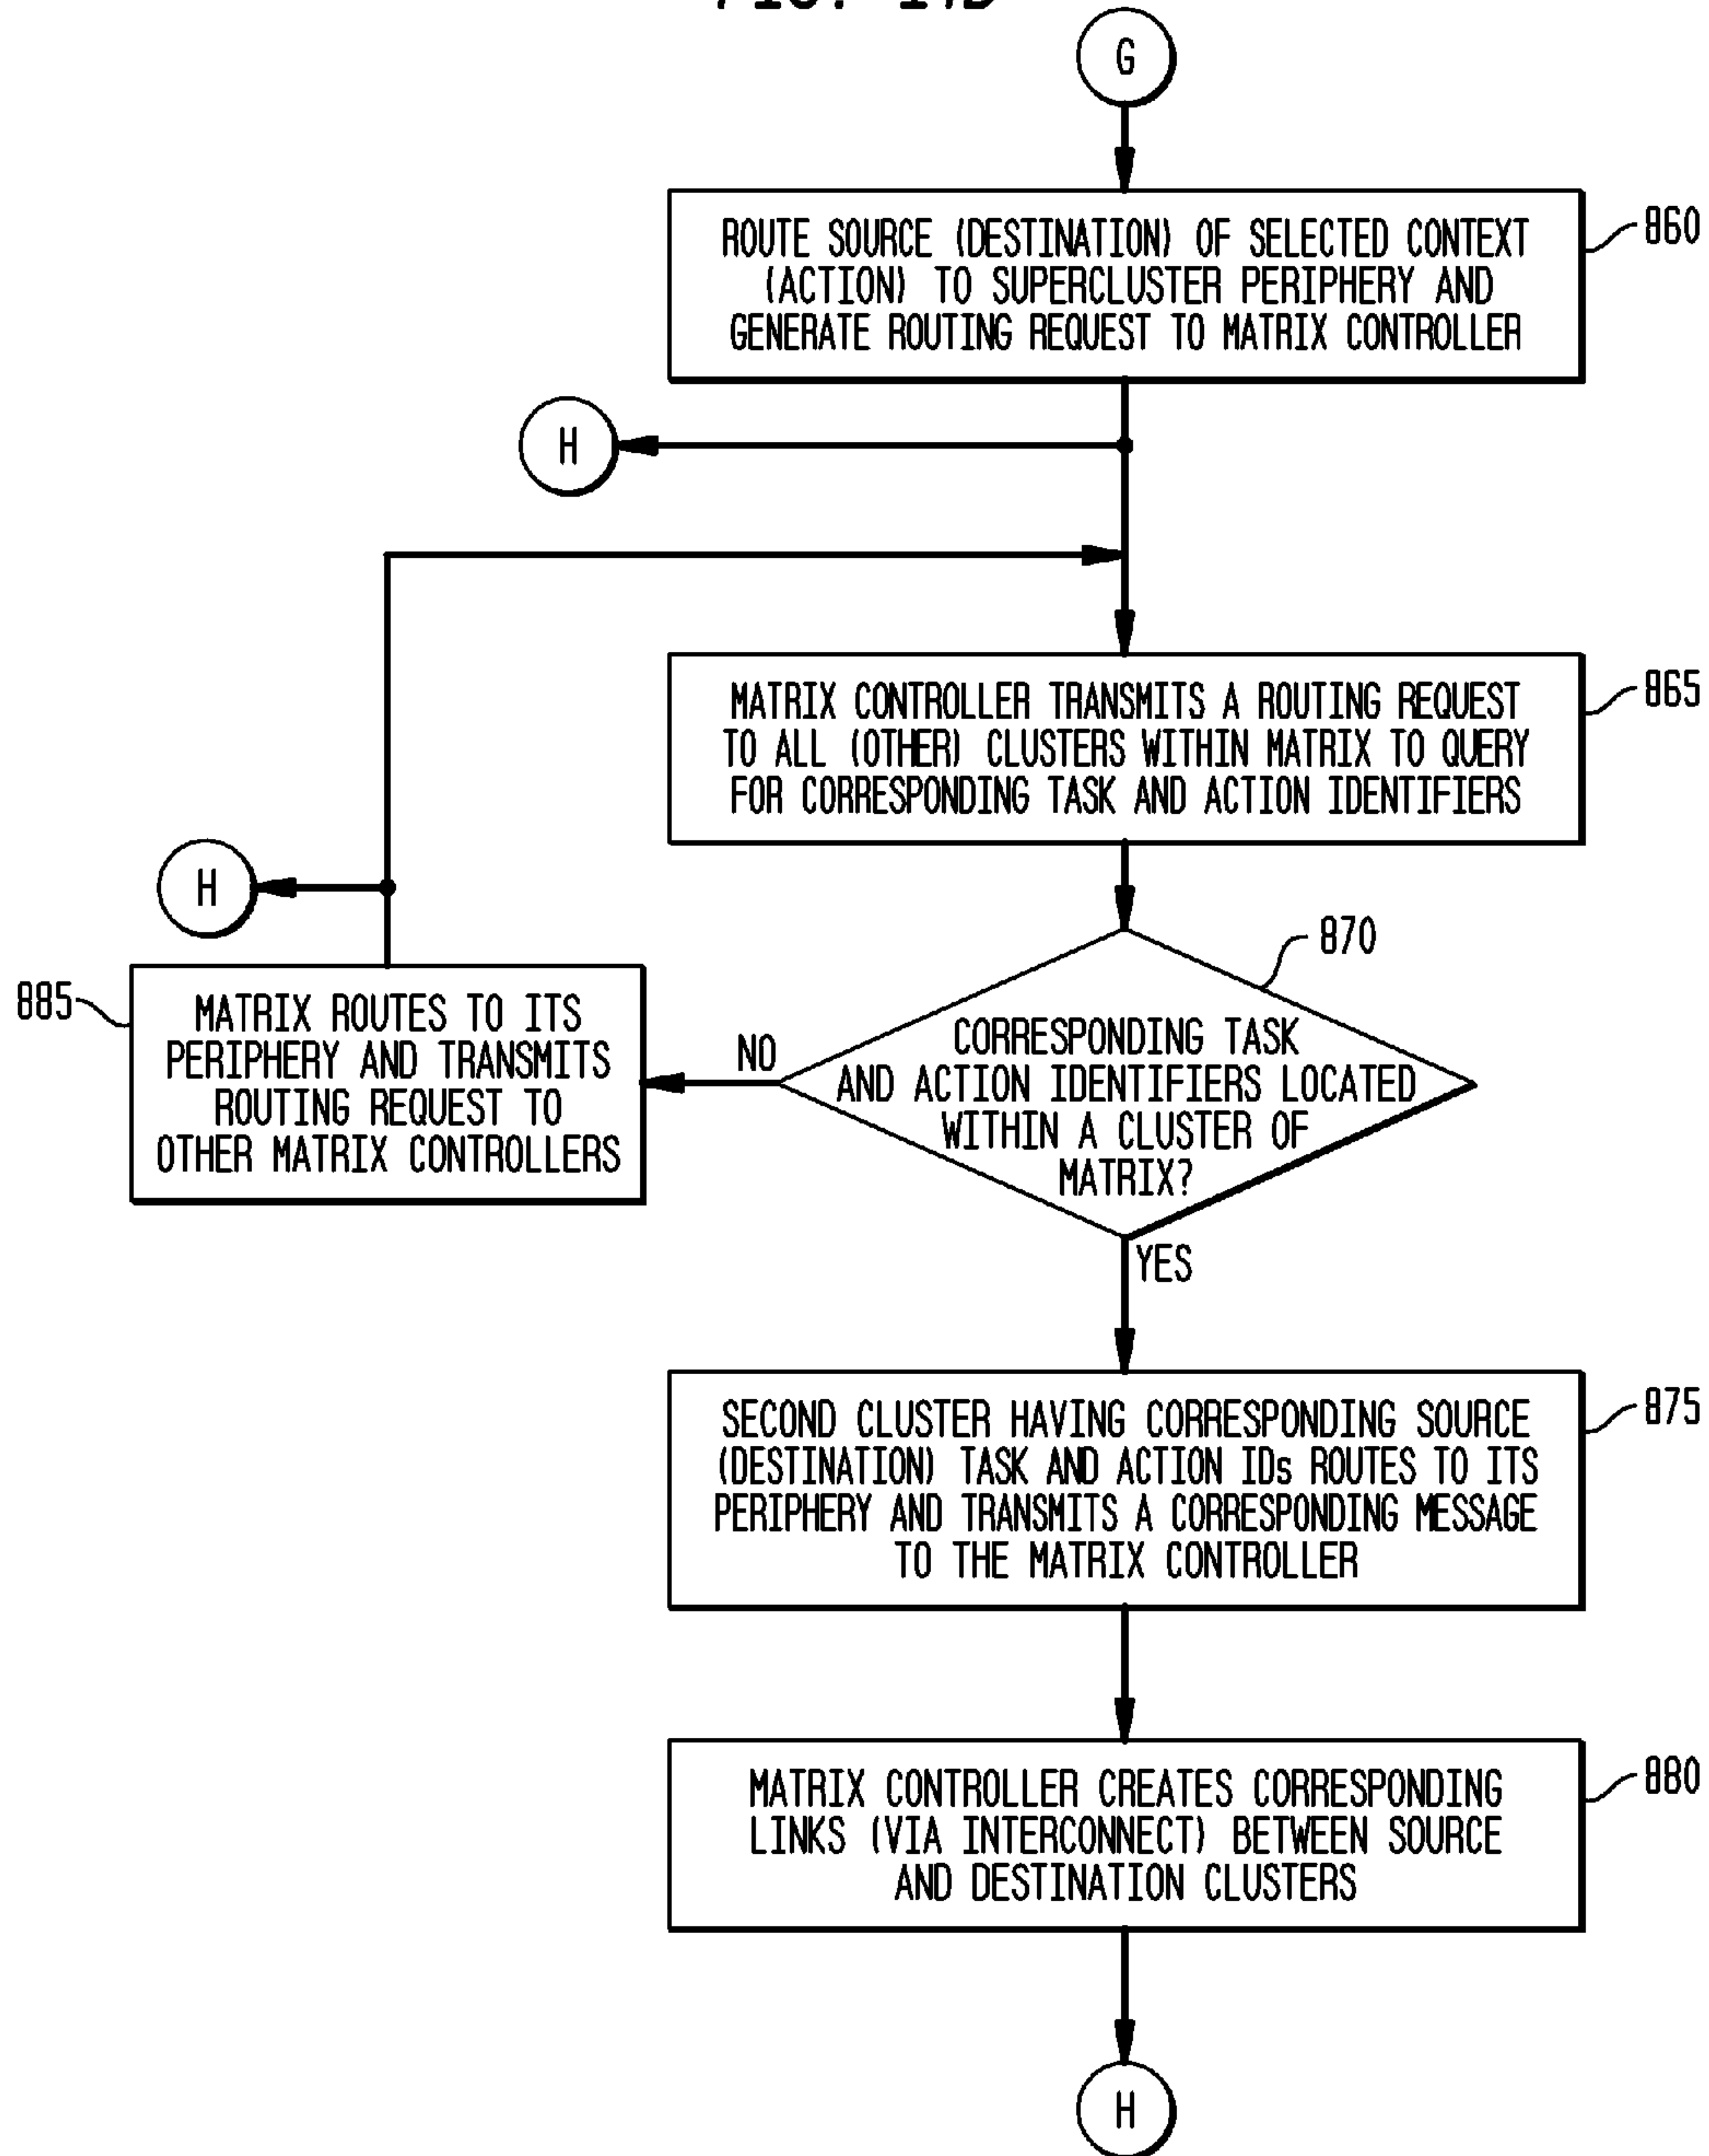 G
ROUTE SOURCE (DESTINATION) OF SELECTED CONTEXT
(ACTION) TO SUPERCLUSTER PERIPHERY AND
GENERATE ROUTING REQUEST TO MATRIX CONTROLLER
860
H
MATRIX CONTROLLER TRANSMITS A ROUTING REQUEST
TO ALL (OTHER) CLUSTERS WITHIN MATRIX TO QUERY
FOR CORRESPONDING TASK AND ACTION IDENTIFIERS
865
H
870
885
MATRIX ROUTES TO ITS
PERIPHERY AND TRANSMITS
ROUTING REQUEST TO
OTHER MATRIX CONTROLLERS
NO
CORRESPONDING TASK
AND ACTION IDENTIFIERS LOCATED
WITHIN A CLUSTER OF
MATRIX?
YES
SECOND CLUSTER HAVING CORRESPONDING SOURCE
(DESTINATION) TASK AND ACTION IDs ROUTES TO ITS
PERIPHERY AND TRANSMITS A CORRESPONDING MESSAGE
TO THE MATRIX CONTROLLER
875
MATRIX CONTROLLER CREATES CORRESPONDING
LINKS (VIA INTERCONNECT) BETWEEN SOURCE
AND DESTINATION CLUSTERS
880
H